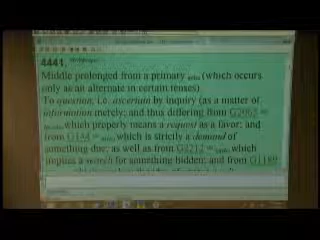 4441.
Middle prolonged from a primary (which occurs
only as an alternate in certain tenses)
To question, i.e. ascertain by inquiry (as a matter of
information merely; and thus differing from G2065 =
which properly means a request as a favor; and
from G154 = which is strictly a demand of
something due; as well as from G2212 = which
implies a search for something hidden; and from G1189